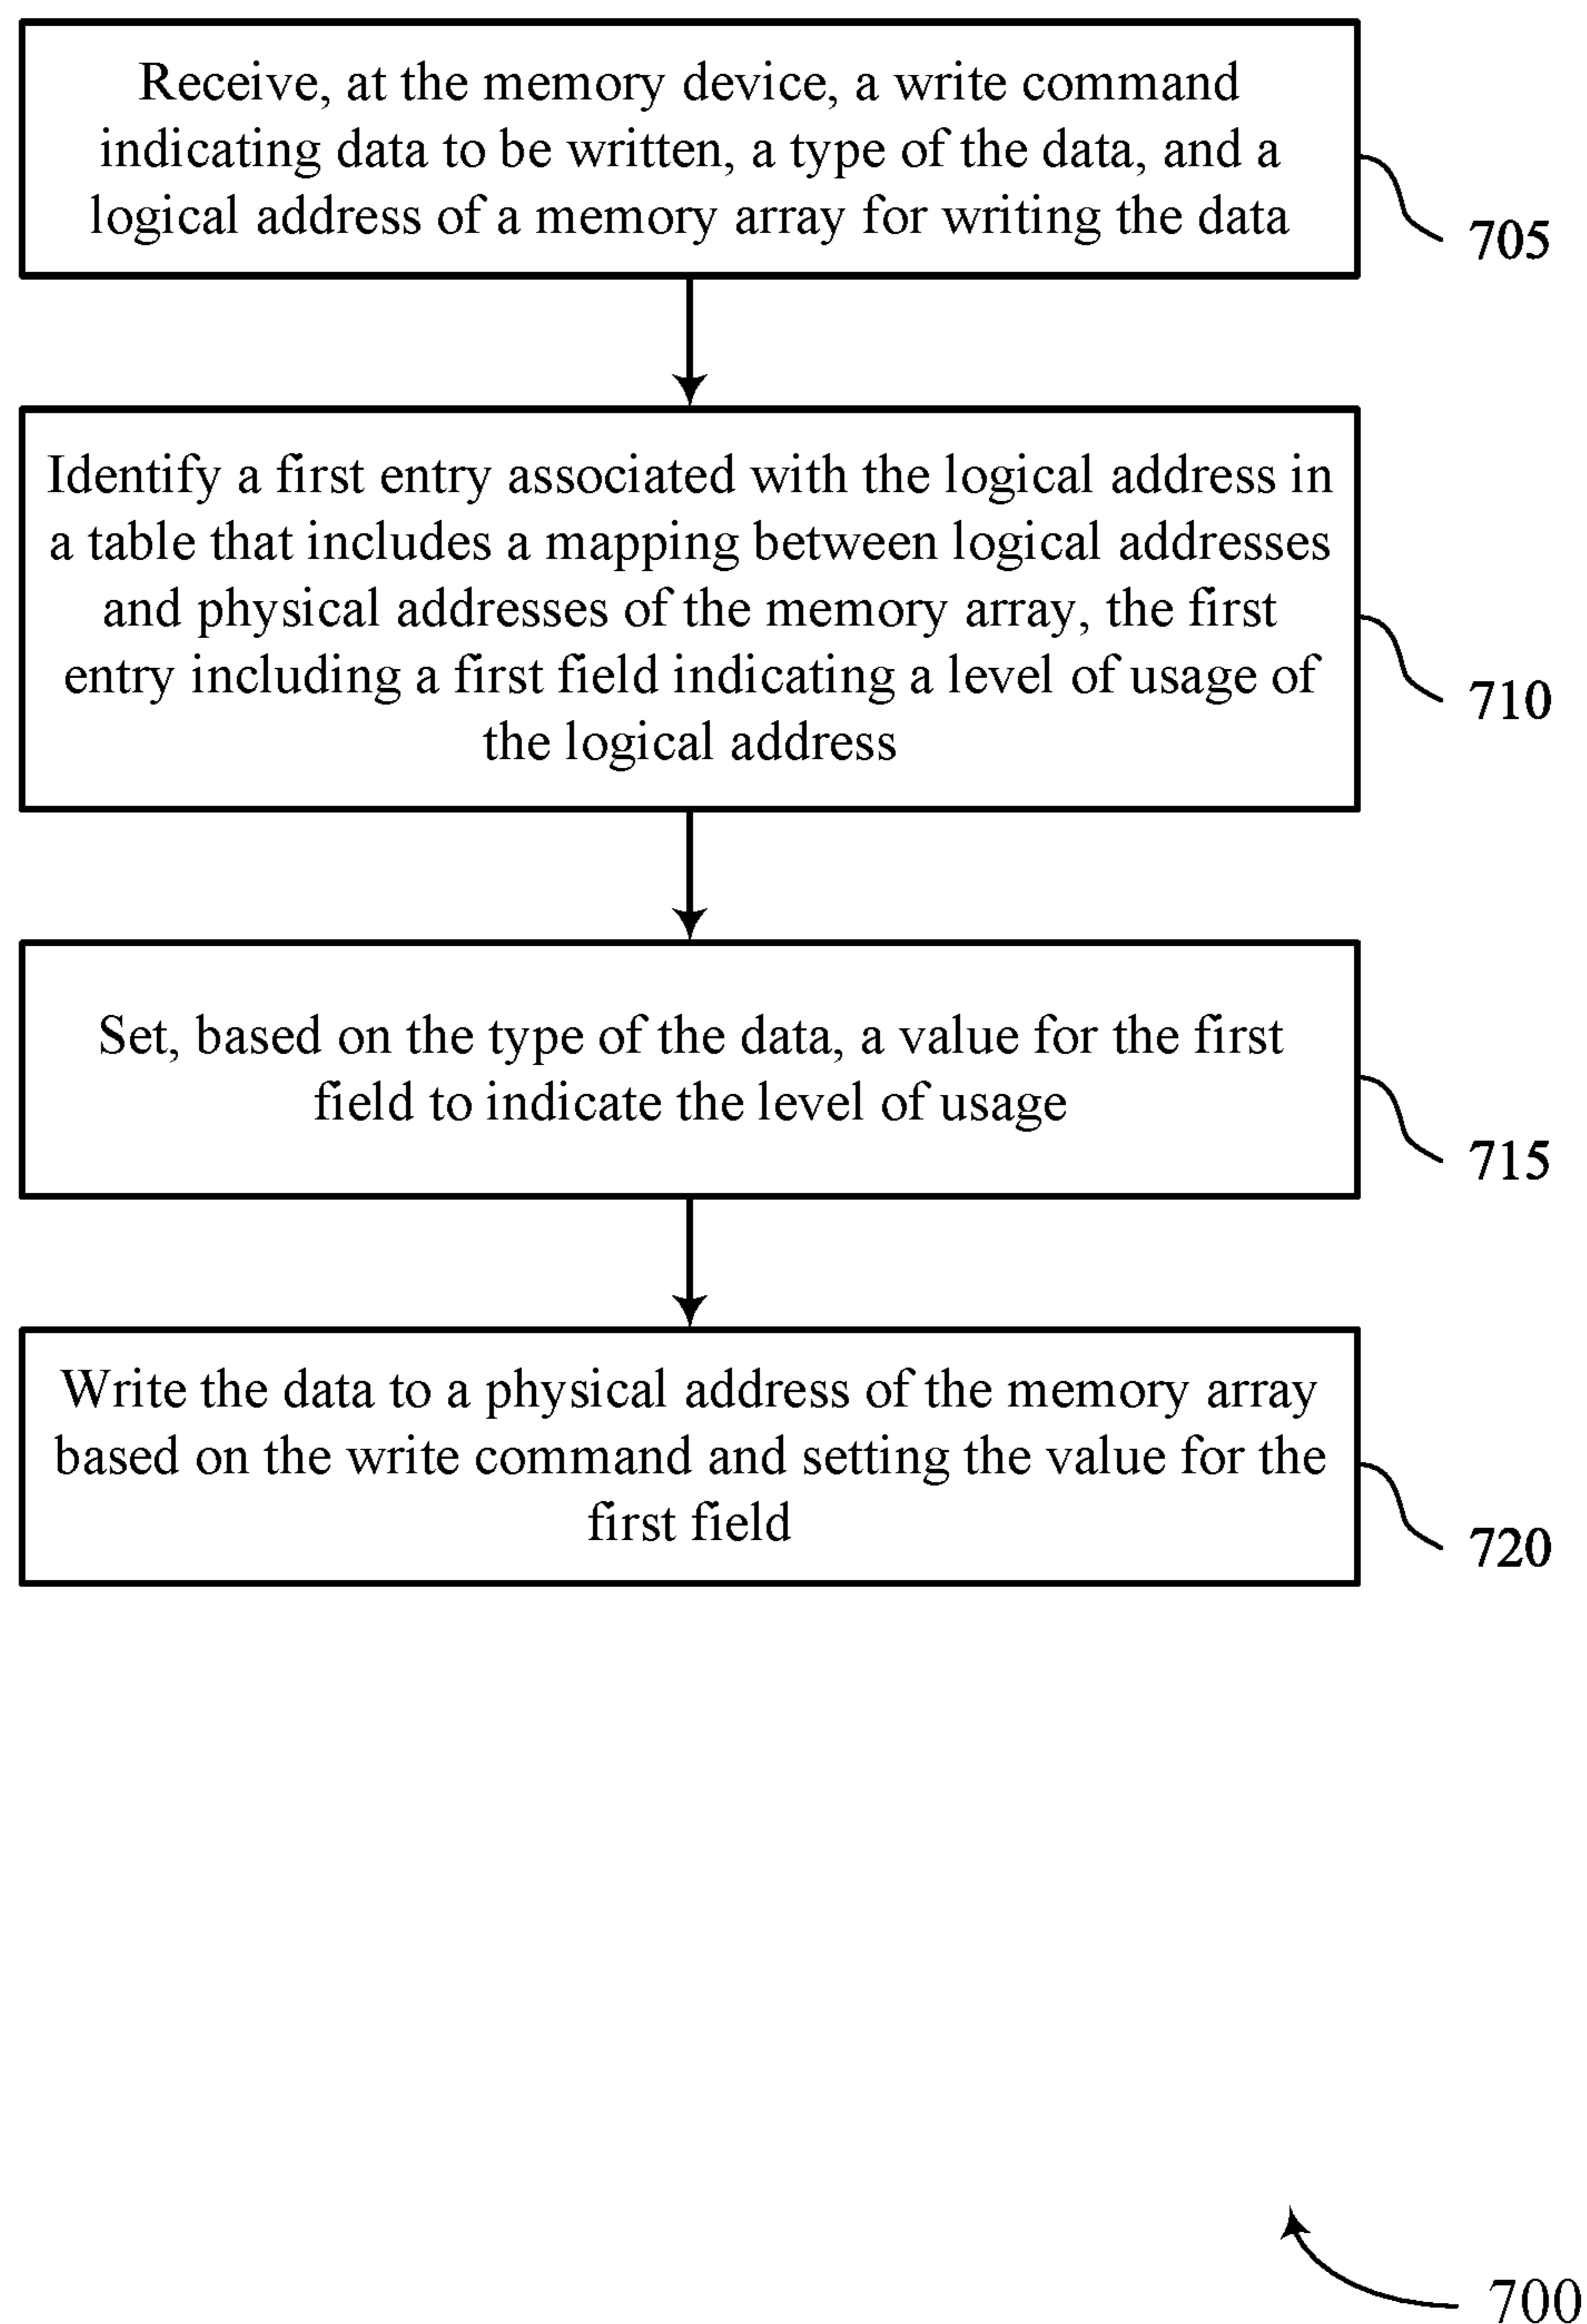 Receive, at the memory device, a write command
indicating data to be written, a type of the data, and a
logical address of a memory array for writing the data
705
Identify a first entry associated with the logical address in
a table that includes a mapping between logical addresses
and physical addresses of the memory array, the first
entry including a first field indicating a level of usage of
the logical address
710
Set, based on the type of the data, a value for the first
field to indicate the level of usage
715
Write the data to a physical address of the memory array
based on the write command and setting the value for the
first field
720
700